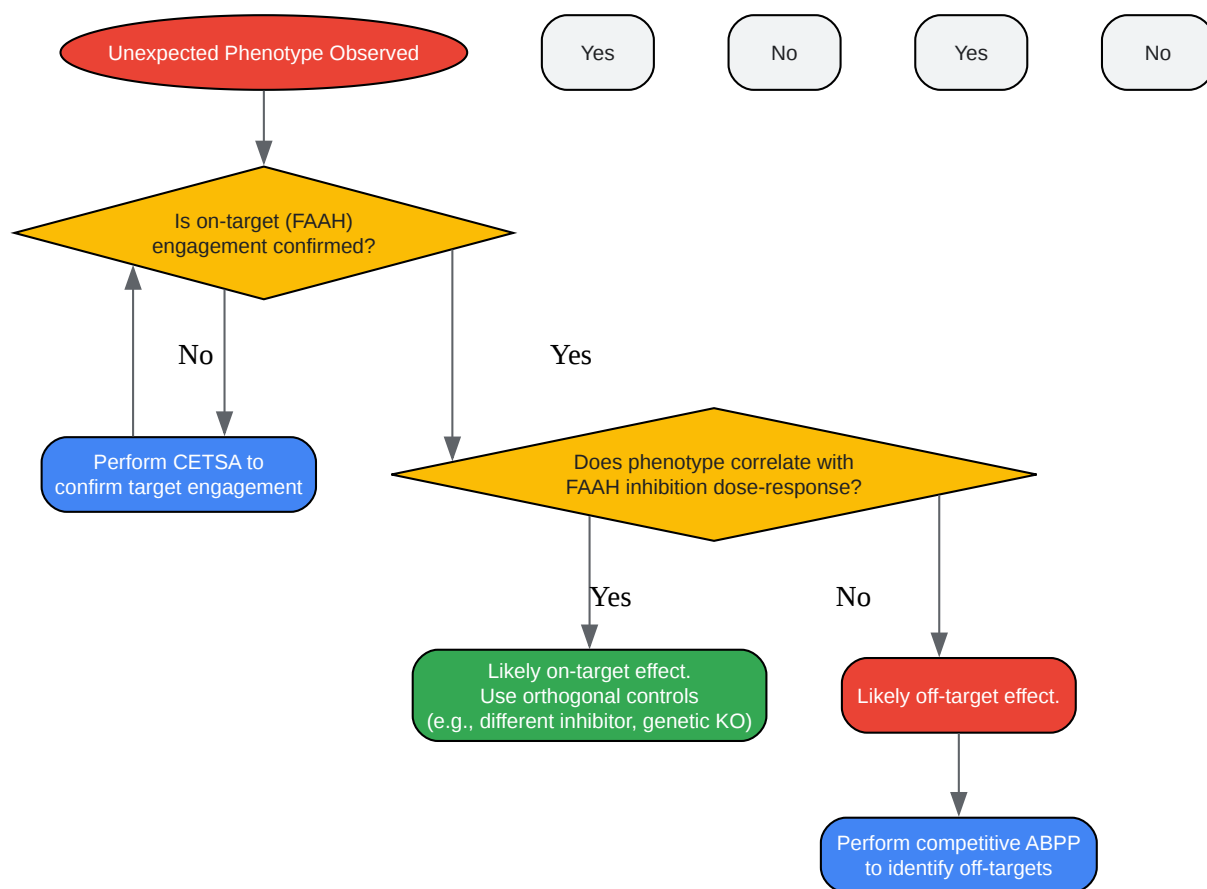 Unexpected Phenotype Observed
Yes
No
Yes
No
Is on-target (FAAH)
engagement confirmed?
No
Yes
Perform CETSA to
confirm target engagement
Does phenotype correlate with
FAAH inhibition dose-response?
Yes
No
Likely on-target effect.
Use orthogonal controls
(e.g., different inhibitor, genetic KO)
Likely off-target effect.
Perform competitive ABPP
to identify off-targets